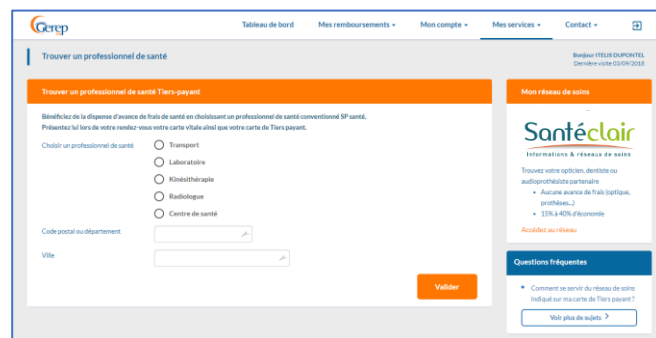 Gerep
Tableau de bord
Mes remboursements
Mon compte
Mes services
Contact
Trouver un professionnel de santé
Bonjour ITELIS DUPONTEL
Dernière visite 03/09/2018
Trouver un professionnel de santé Tiers-payant
Bénéficiez de la dispense d'avance de frais de santé en choisissant un professionnel de santé conventionné SP santé.
Présentez lui lors de votre rendez-vous votre carte vitale ainsi que votre carte de Tiers payant.
Choisir un professionnel de santé
Transport
Laboratoire
Kinésithérapie
Radiologue
Centre de santé
Code postal ou département
Ville
Valider
Mon réseau de soins
Santéclair
Informations & réseaux de soins
Trouvez votre opticien, dentiste ou
audioprothésiste partenaire
• Aucune avance de frais (optique,
prothèses...)
• 15% à 40% d'économie
Accédez au réseau
Questions fréquentes
Comment se servir du réseau de soins
Indiqué sur ma carte de Tiers payant ?
Voir plus de sujets >